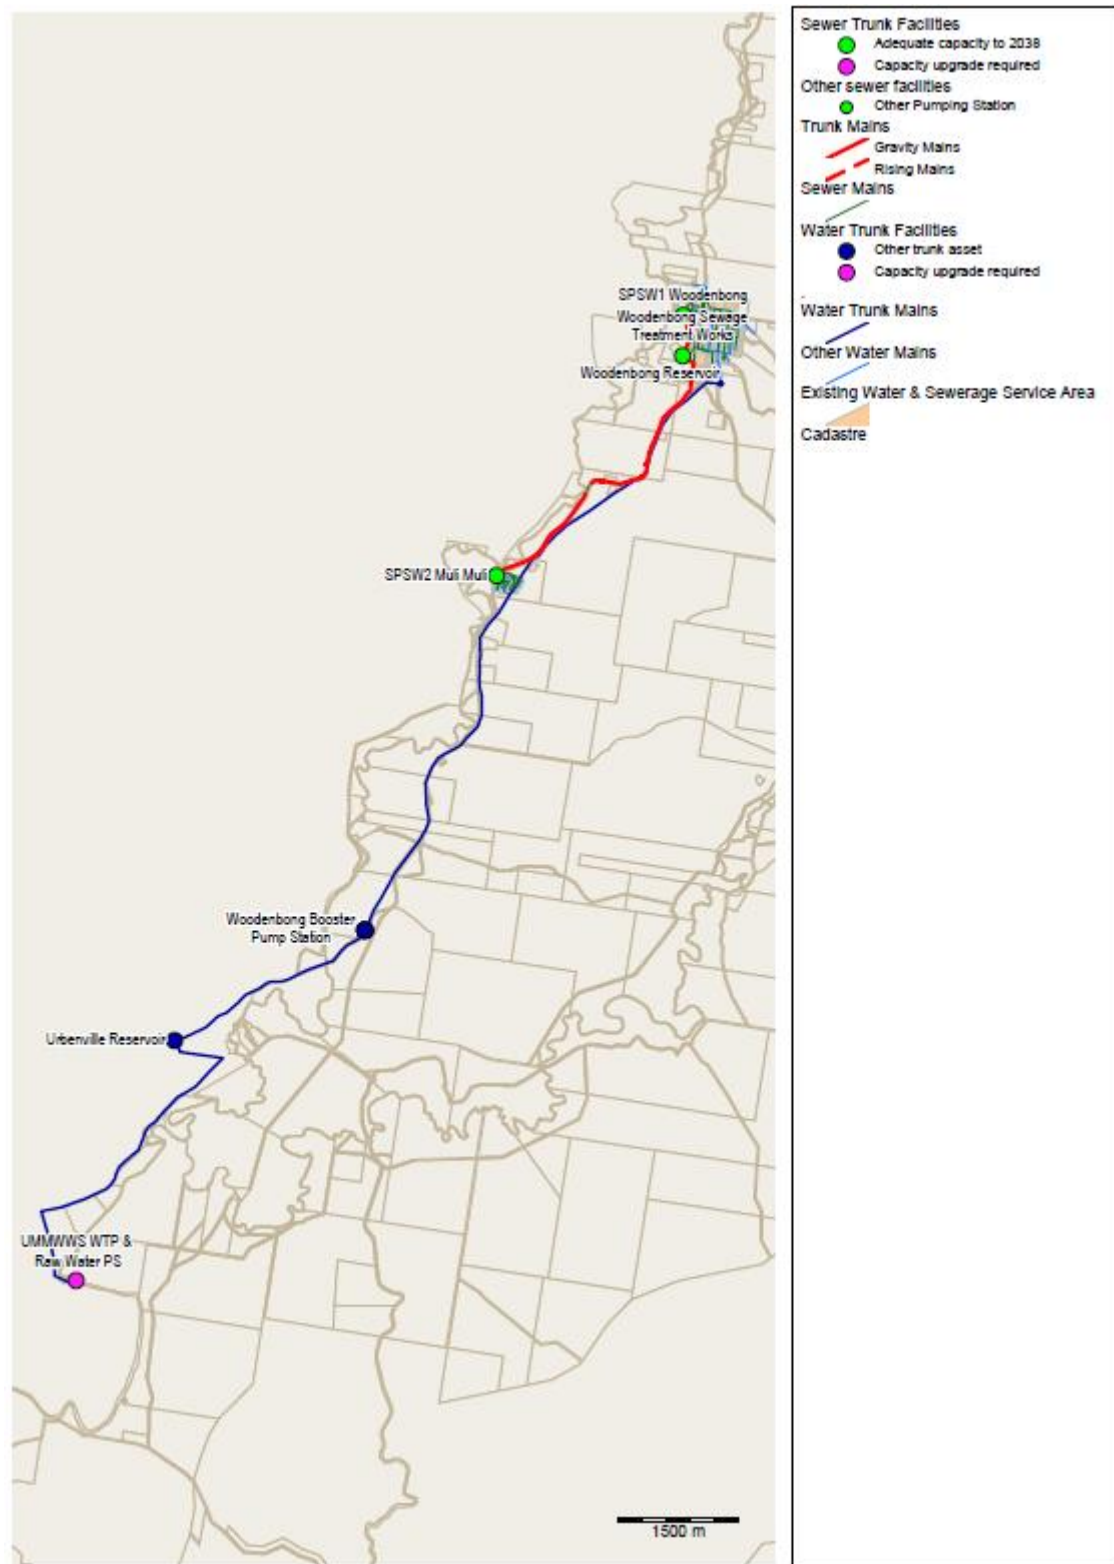 SPSW1 Woodenbong
Woodenbong Sewage
Treatment Works
Woodenbong Reservoir
SPSW2 Muli Muli
Woodenbong Booster
Pump Station
Urbenville Reservoir
UMMWWS WTP &
Raw Water PS
1500 m
Sewer Trunk Facilities
Adequate capacity to 2038
Capacity upgrade required
Other sewer facilities
Other Pumping Station
Trunk Mains
Gravity Mains
Rising Mains
Sewer Mains
Water Trunk Facilities
Other trunk asset
Capacity upgrade required
Water Trunk Mains
Other Water Mains
Existing Water & Sewerage Service Area
Cadastre